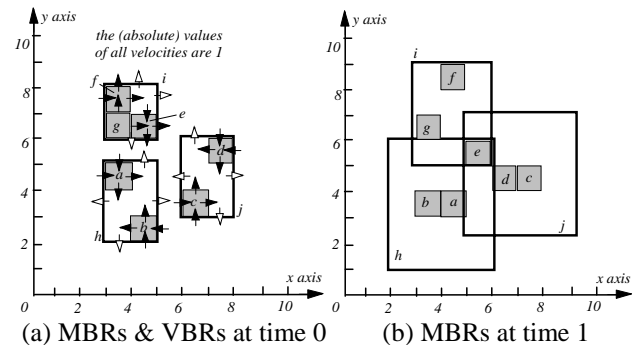 y axis
the (absolute) values
of all velocities are 1
10
8
6
4
2
0
2
4
6
8
10
x axis
f
i
g
e
a
d
c
b
h
j
(a) MBRs & VBRs at time 0
y axis
10
8
6
4
2
0
2
4
6
8
10
x axis
i
f
g
e
d
c
b
a
h
j
(b) MBRs at time 1